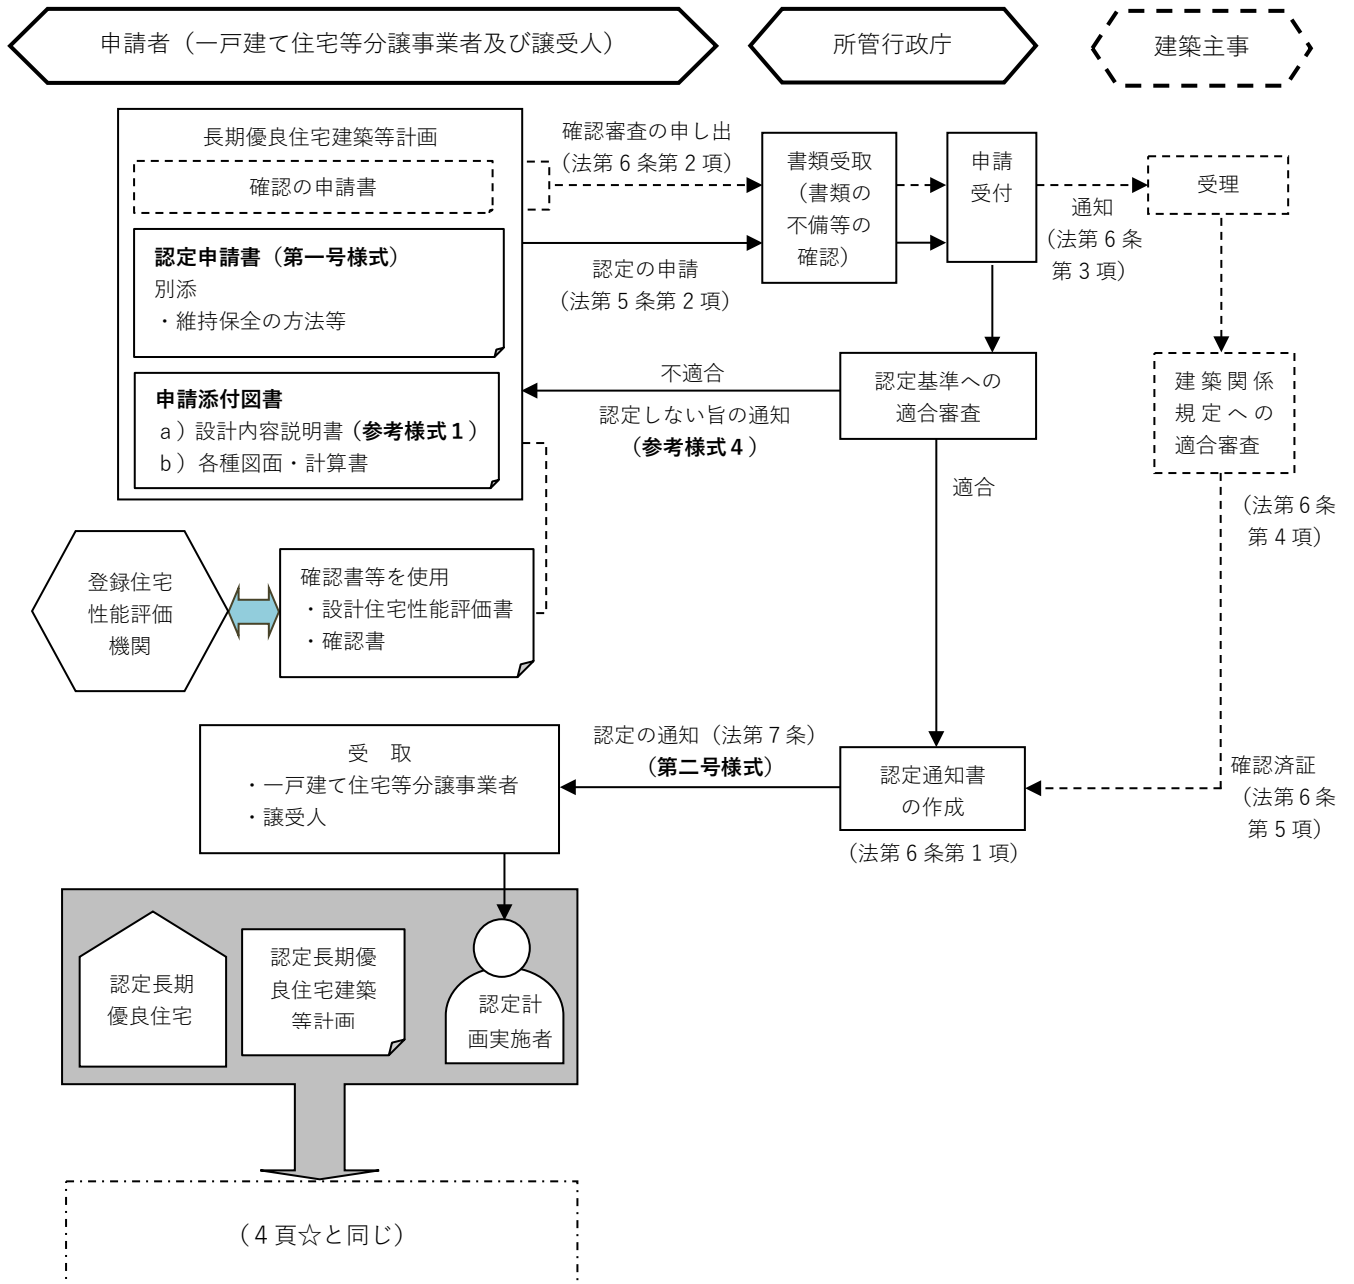 申請者（一戸建て住宅等分譲事業者及び譲受人）
所管行政庁
建築主事
長期優良住宅建築等計画
確認の申請書
認定申請書（第一号様式）
別添
・維持保全の方法等
申請添付図書
ａ）設計内容説明書（参考様式１）
ｂ）各種図面・計算書
確認審査の申し出
（法第６条第２項）
認定の申請
（法第５条第２項）
書類受取
（書類の
不備等の
確認）
申請
受付
通知
（法第６条
第３項）
受理
不適合
認定しない旨の通知
（参考様式４）
認定基準への
適合審査
建築関係
規定への
適合審査
適合
（法第６条
第４項）
登録住宅
性能評価
機関
確認書等を使用
・設計住宅性能評価書
・確認書
受　取
・一戸建て住宅等分譲事業者
・譲受人
認定の通知（法第７条）
（第二号様式）
認定通知書
の作成
（法第６条第１項）
確認済証
（法第６条
第５項）
認定長期
優良住宅
認定長期優
良住宅建築
等計画
認定計
画実施者
（４頁☆と同じ）